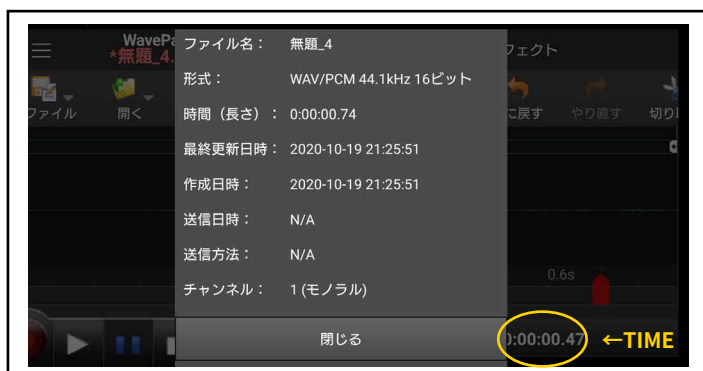 WavePa
*無題_4.
ファイル名： 無題_4
フェクト
形式： WAV/PCM 44.1kHz 16ビット
ファイル
開く
時間（長さ）： 0:00:00.74
に戻す
やり直す
切り
最終更新日時： 2020-10-19 21:25:51
作成日時： 2020-10-19 21:25:51
送信日時： N/A
送信方法： N/A
0.6s
チャンネル： 1 (モノラル)
閉じる
0:00:00.47
←TIME